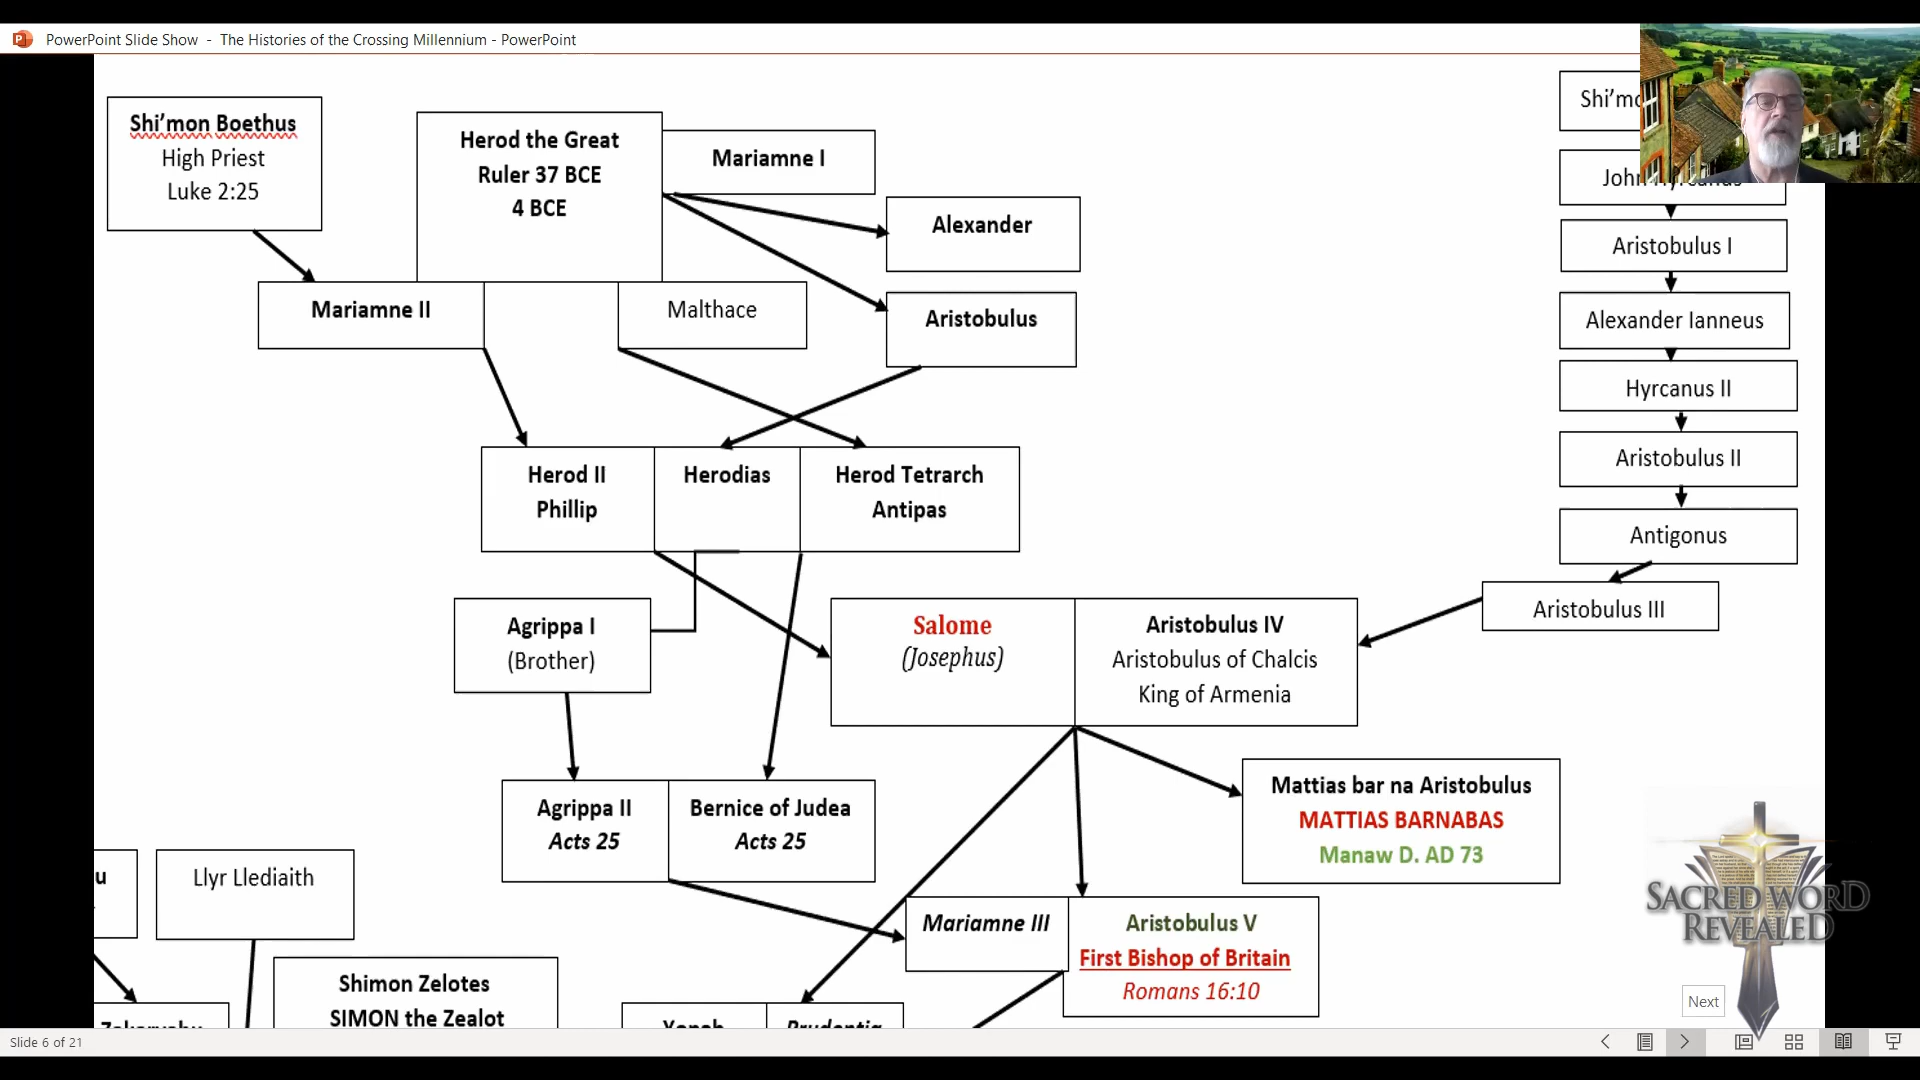 PowerPoint Slide Show - The Histories of the Crossing Millennium - PowerPoint
Shi’mon Boethus
High Priest
Luke 2:25
Herod the Great
Ruler 37 BCE
4 BCE
Mariamne I
Alexander
Mariamne II
Malthace
Aristobulus
Herod II
Phillip
Herodias
Herod Tetrarch
Antipas
Agrippa I
(Brother)
Salome
(Josephus)
Aristobulus IV
Aristobulus of Chalcis
King of Armenia
John
Aristobulus I
Alexander Ianneus
Hyrcanus II
Aristobulus II
Antigonus
Aristobulus III
Agrippa II
Acts 25
Bernice of Judea
Acts 25
Mattias bar na Aristobulus
MATTIAS BARNABAS
Manaw D. AD 73
Mariamne III
Aristobulus V
First Bishop of Britain
Romans 16:10
Llyr Llediaith
Shimon Zelotes
SIMON the Zealot
SACRED WORD
REVEALED
Next
Slide 6 of 21